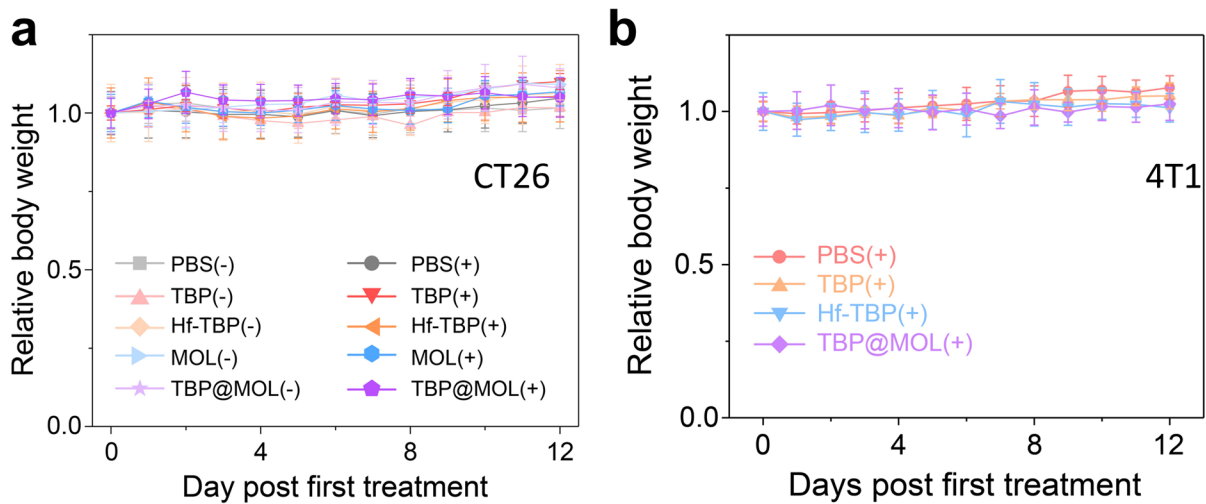 a
Relative body weight
1.0
0.5
0.0
CT26
PBS(-)
TBP(-)
Hf-TBP(-)
MOL(-)
TBP@MOL(-)
PBS(+)
TBP(+)
Hf-TBP(+)
MOL(+)
TBP@MOL(+)
0 4 8 12
Day post first treatment
b
Relative body weight
1.0
0.5
0.0
4T1
PBS(+)
TBP(+)
Hf-TBP(+)
TBP@MOL(+)
0 4 8 12
Days post first treatment